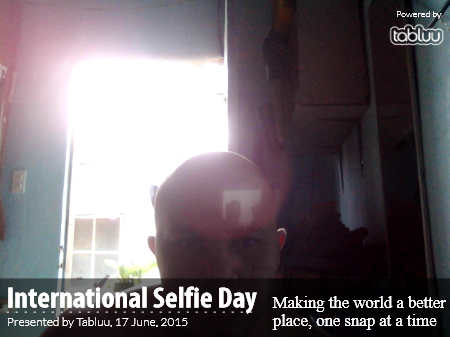 Powered by
tabluu
International Selfie Day
Presented by Tabluu, 17 June, 2015
Making the world a better
place, one snap at a time